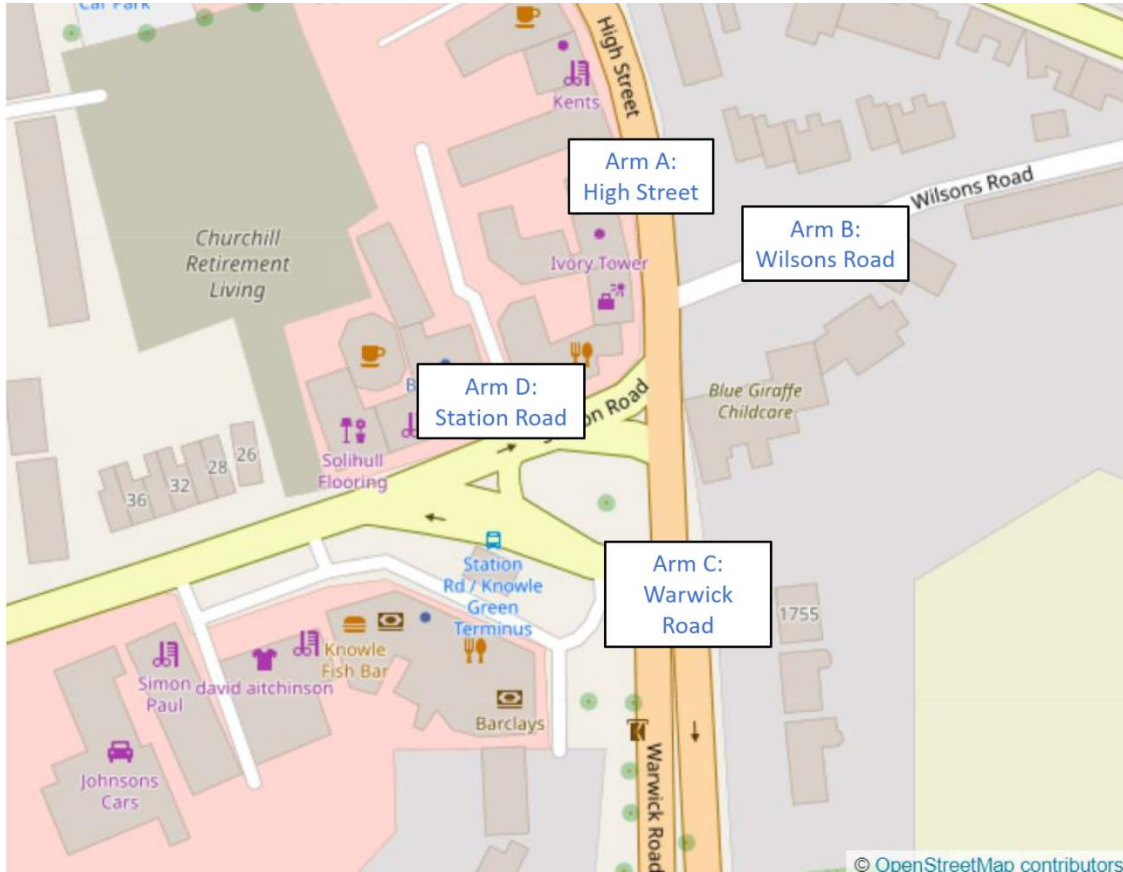 Car Park
High Street
Kents
Arm A:
High Street
Wilsons Road
Arm B:
Wilsons Road
Churchill
Retirement
Living
Ivory Tower
B
Arm D:
Station Road
on Road
Blue Giraffe
Childcare
Solihull
Flooring
26
28
32
36
Station
Rd / Knowle
Green
Terminus
Arm C:
Warwick
Road
1755
Knowle
Fish Bar
Simon
Paul
david aitchinson
Barclays
Johnsons
Cars
Warwick Road
© OpenStreetMap contributors